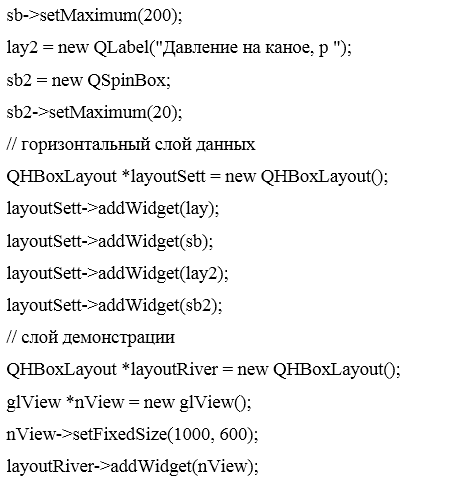 sb->setMaximum(200);
lay2 = new QLabel("Давление на каное, p ");
sb2 = new QSpinBox;
sb2->setMaximum(20);
// горизонтальный слой данных
QHBoxLayout *layoutSett = new QHBoxLayout();
layoutSett->addWidget(lay);
layoutSett->addWidget(sb);
layoutSett->addWidget(lay2);
layoutSett->addWidget(sb2);
// слой демонстрации
QHBoxLayout *layoutRiver = new QHBoxLayout();
glView *nView = new glView();
nView->setFixedSize(1000, 600);
layoutRiver->addWidget(nView);